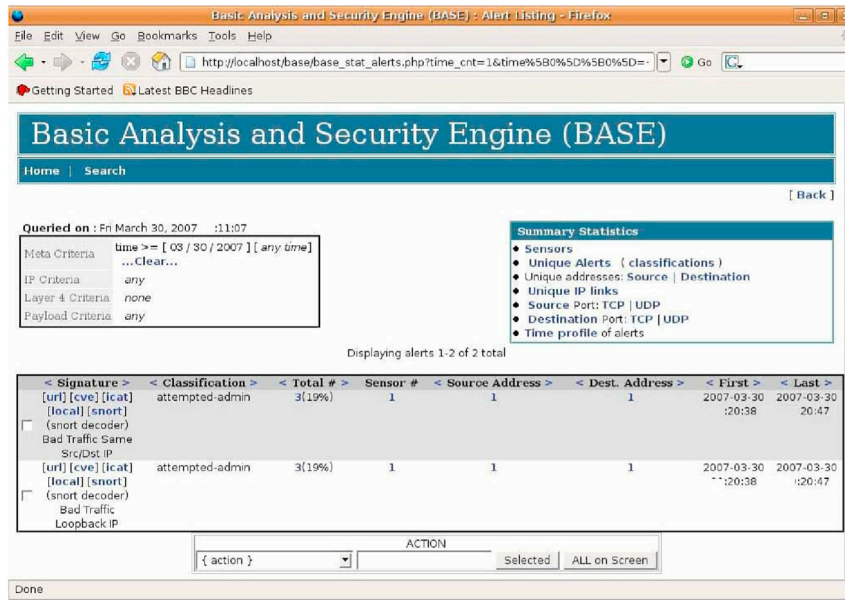 Basic Analysis and Security Engine (BASE) : Alert Listing - Firefox
File Edit View Go Bookmarks Tools Help
http://localhost/base/base_stat_alerts.php?time_cnt=1&time%5B0%5D%5B0%5D=- Go
Getting Started Latest BBC Headlines
Basic Analysis and Security Engine (BASE)
Home | Search
[ Back ]
Queried on : Fri March 30, 2007 :11:07
Meta Criteria time >= [ 03 / 30 / 2007 ] [ any time]
...Clear...
IP Criteria any
Layer 4 Criteria none
Payload Criteria any
Summary Statistics
Sensors
Unique Alerts ( classifications )
Unique addresses: Source | Destination
Unique IP links
Source Port: TCP | UDP
Destination Port: TCP | UDP
Time profile of alerts
Displaying alerts 1-2 of 2 total
< Signature > < Classification > < Total # > Sensor # < Source Address > < Dest. Address > < First > < Last >
[url] [cve] [icat] attempted-admin 3(19%) 1 1 1 2007-03-30 2007-03-30
[local] [snort] :20:38 20:47
(snort decoder)
Bad Traffic Same
Src/Dst IP
[url] [cve] [icat] attempted-admin 3(19%) 1 1 1 2007-03-30 2007-03-30
[local] [snort] :20:38 :20:47
(snort decoder)
Bad Traffic
Loopback IP
ACTION
{ action } Selected ALL on Screen
Done